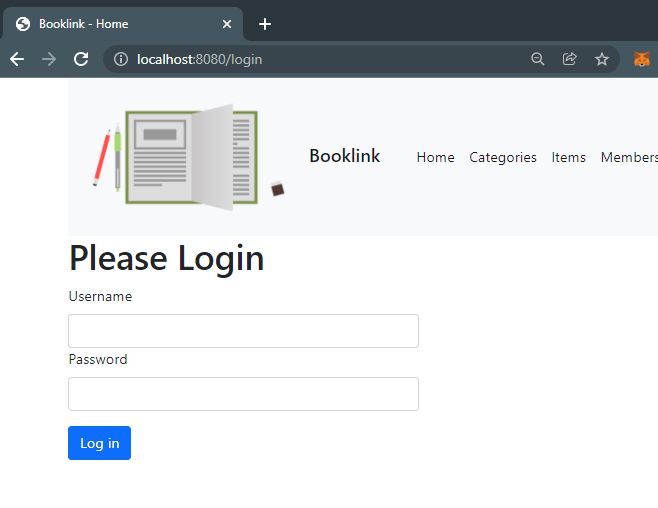 Booklink - Home
localhost:8080/login
Booklink Home Categories Items Members
Please Login
Username
Password
Log in